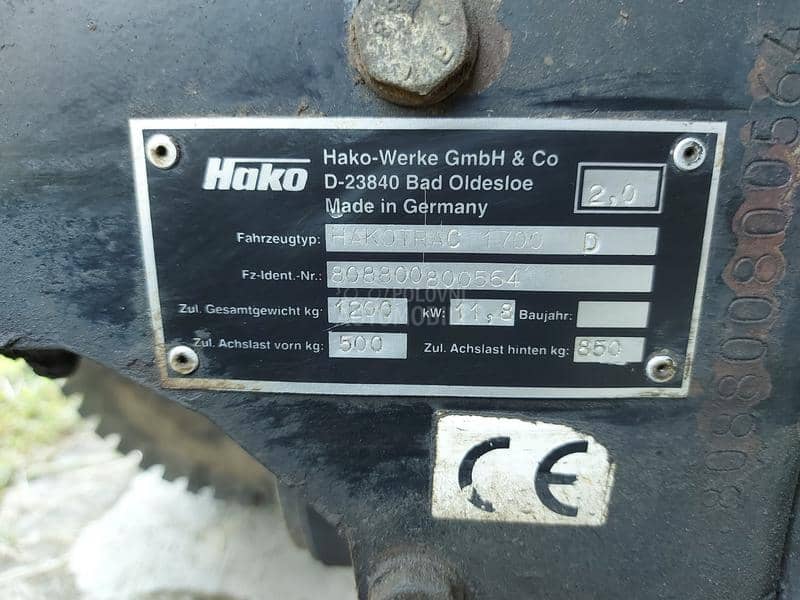 Hako
Hako-Werke GmbH & Co
D-23840 Bad Oldesloe
Made in Germany
2,0
Fahrzeugtyp: HAKOTRAC 1700 D
Fz-Ident.-Nr.: 808800800564
Zul. Gesamtgewicht kg: 1200 kW: 11,8 Baujahr:
Zul. Achslast vorn kg: 500 Zul. Achslast hinten kg: 850
CE
808800800564
POLOVNI
AUTOMOBILI